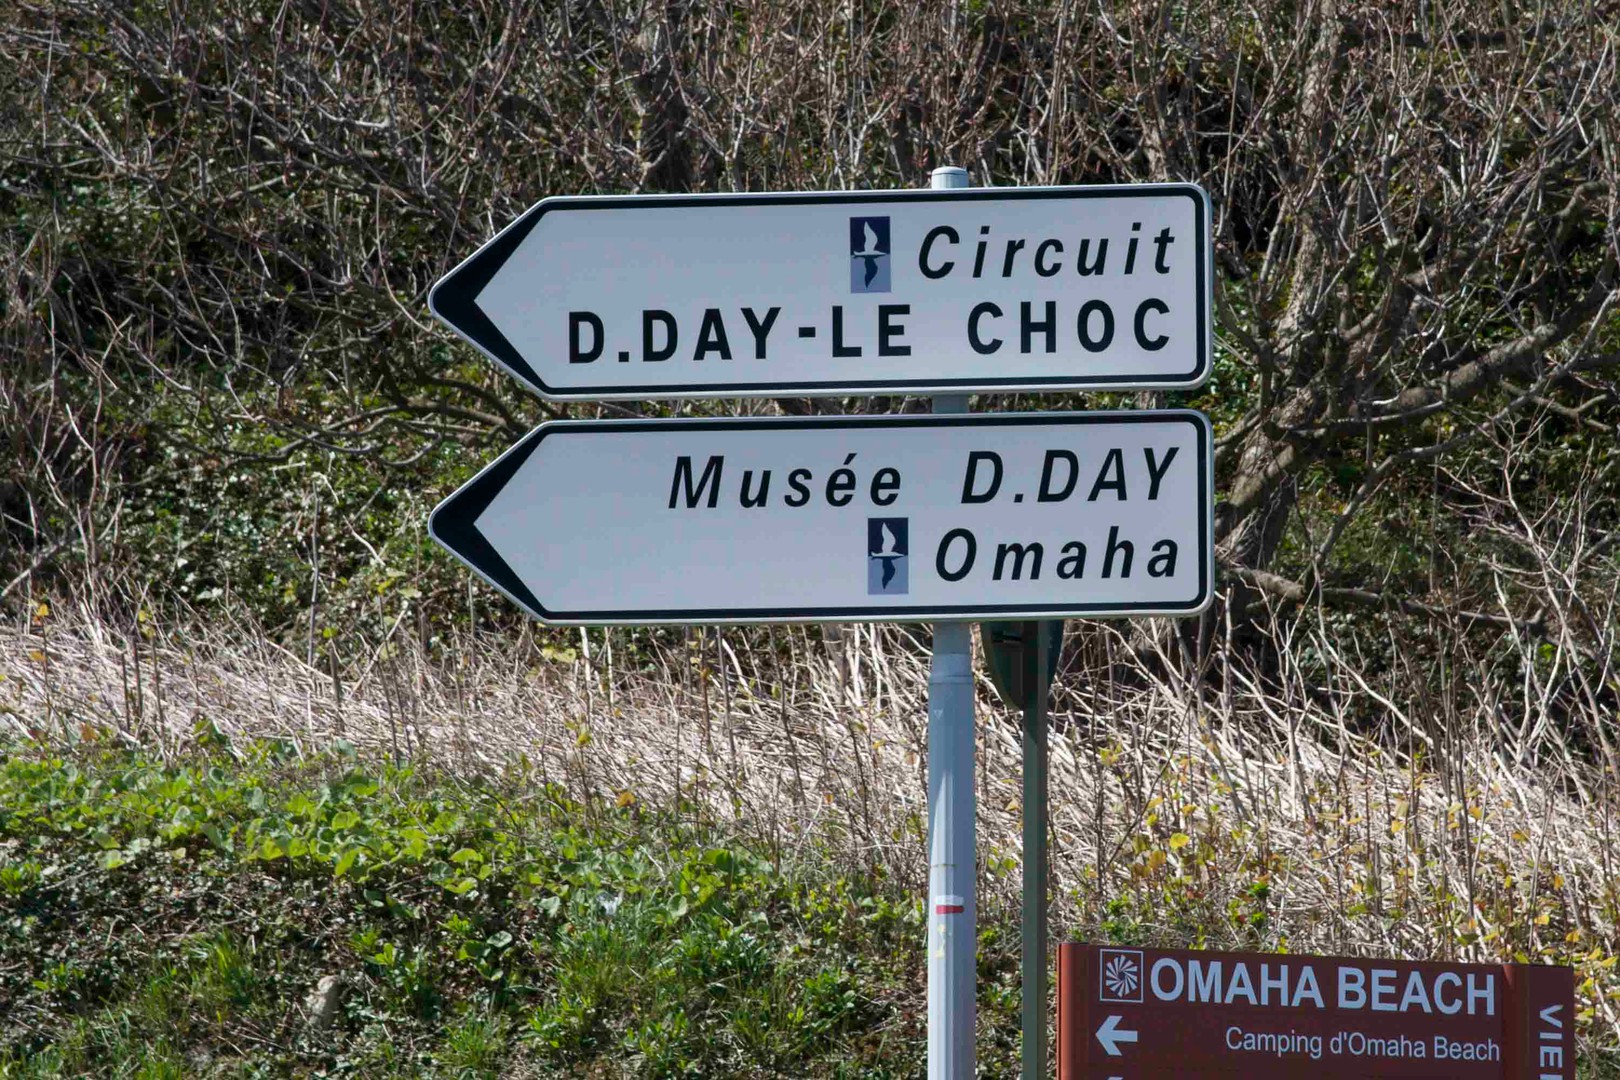 Circuit
D.DAY-LE CHOC
Musée D.DAY
Omaha
OMAHA BEACH
Camping d'Omaha Beach